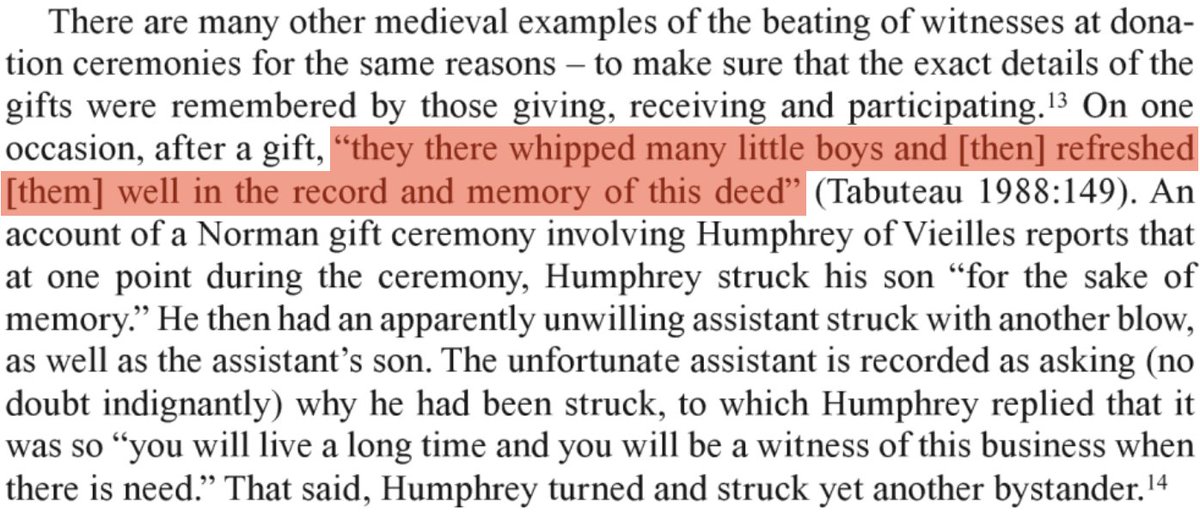 There are many other medieval examples of the beating of witnesses at dona-
tion ceremonies for the same reasons – to make sure that the exact details of the
gifts were remembered by those giving, receiving and participating.¹³ On one
occasion, after a gift, “they there whipped many little boys and [then] refreshed
[them] well in the record and memory of this deed” (Tabuteau 1988:149). An
account of a Norman gift ceremony involving Humphrey of Vieilles reports that
at one point during the ceremony, Humphrey struck his son “for the sake of
memory.” He then had an apparently unwilling assistant struck with another blow,
as well as the assistant’s son. The unfortunate assistant is recorded as asking (no
doubt indignantly) why he had been struck, to which Humphrey replied that it
was so “you will live a long time and you will be a witness of this business when
there is need.” That said, Humphrey turned and struck yet another bystander.¹⁴